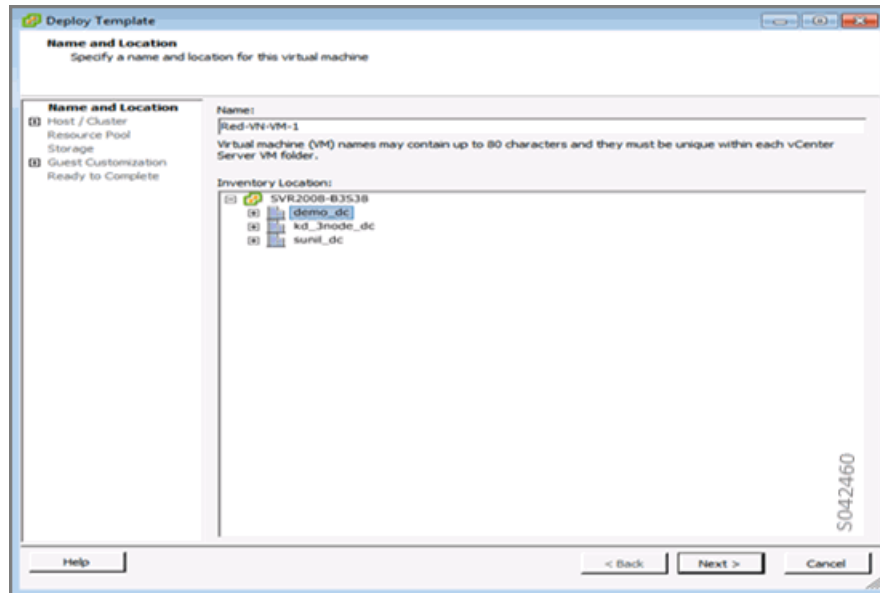 Deploy Template
Name and Location
Specify a name and location for this virtual machine
Name and Location
Host / Cluster
Resource Pool
Storage
Guest Customization
Ready to Complete
Name:
Red-VN-VM-1
Virtual machine (VM) names may contain up to 80 characters and they must be unique within each vCenter
Server VM folder.
Inventory Location:
SVR2008-B3S38
demo_dc
kd_3node_dc
sunil_dc
S042460
Help
< Back
Next >
Cancel